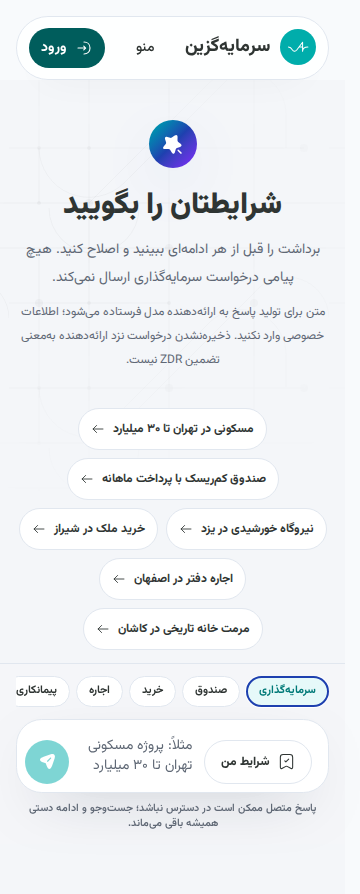 سرمایه‌گزین
منو
ورود
شرایطتان را بگویید
برداشت را قبل از هر ادامه‌ای ببینید و اصلاح کنید. هیچ
پیامی درخواست سرمایه‌گذاری ارسال نمی‌کند.
متن برای تولید پاسخ به ارائه‌دهنده مدل فرستاده می‌شود؛ اطلاعات
خصوصی وارد نکنید. ذخیره‌نشدن درخواست نزد ارائه‌دهنده به‌معنی
تضمین ZDR نیست.
مسکونی در تهران تا ۳۰ میلیارد
صندوق کم‌ریسک با پرداخت ماهانه
نیروگاه خورشیدی در یزد
خرید ملک در شیراز
اجاره دفتر در اصفهان
مرمت خانه تاریخی در کاشان
سرمایه‌گذاری
صندوق
خرید
اجاره
پیمانکاری
شرایط من
مثلاً: پروژه مسکونی
تهران تا ۳۰ میلیارد
پاسخ متصل ممکن است در دسترس نباشد؛ جست‌وجو و ادامه دستی
همیشه باقی می‌ماند.